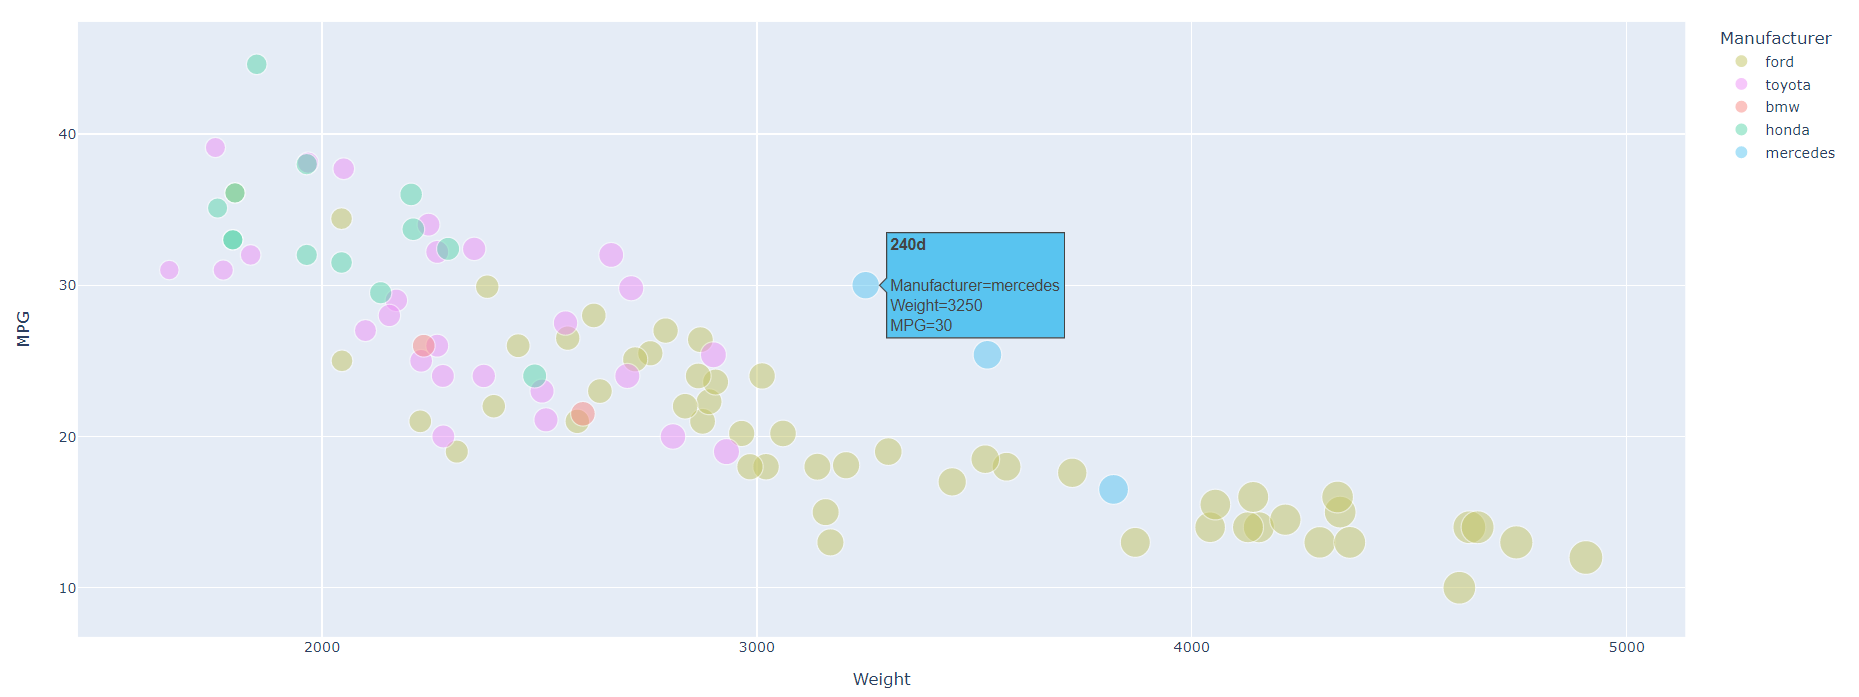 Manufacturer
ford
toyota
bmw
honda
mercedes
40
30
20
10
MPG
240d
Manufacturer=mercedes
Weight=3250
MPG=30
2000
3000
4000
5000
Weight